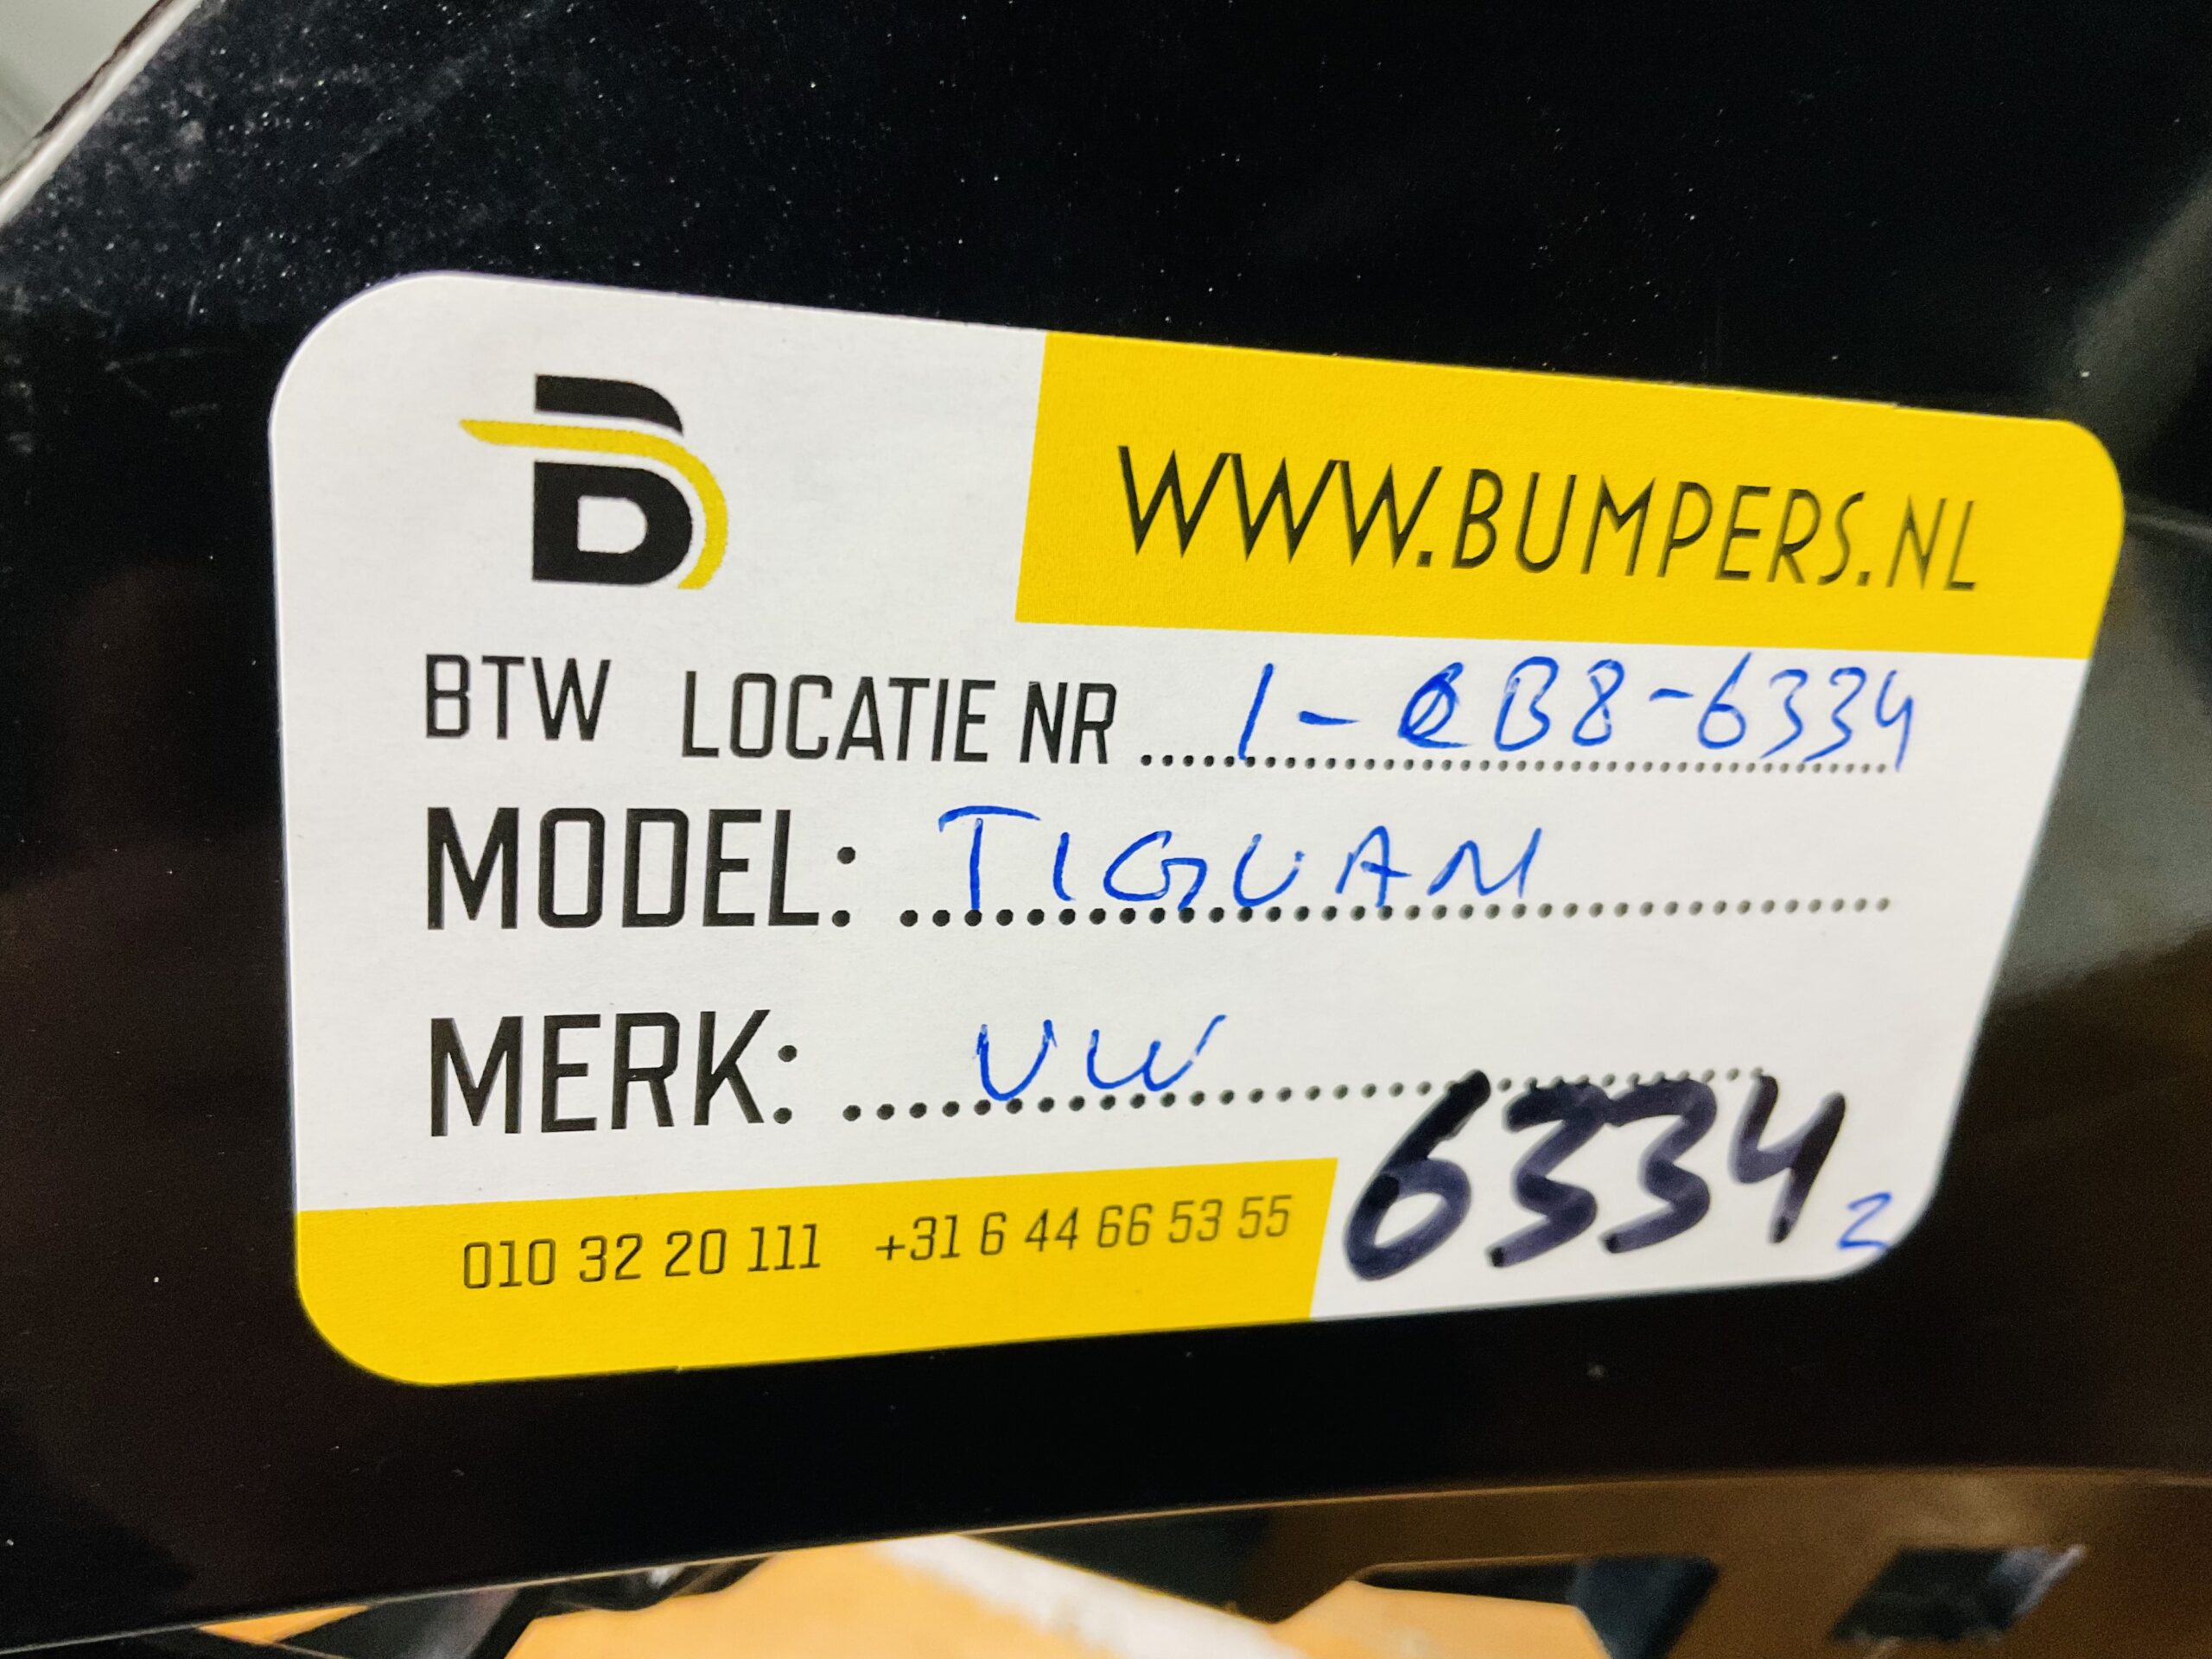 B
WWW.BUMPERS.NL
BTW LOCATIE NR 1-B8-6334
MODEL: TIGUAN
MERK: VW
6334 2
010 32 20 111 +31 6 44 66 53 55